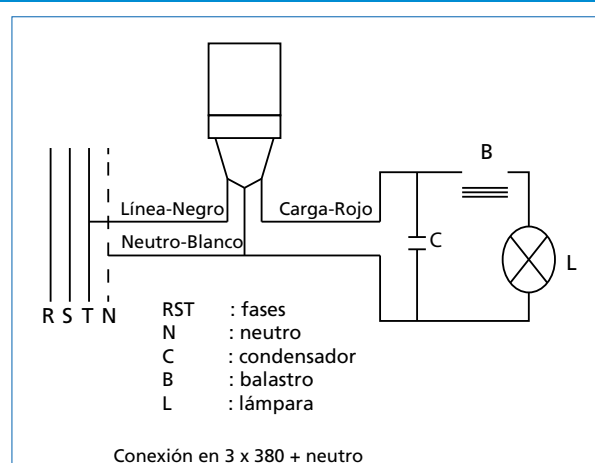 B
Línea-Negro
Carga-Rojo
Neutro-Blanco
C
L
R S T N
RST : fases
N : neutro
C : condensador
B : balastro
L : lámpara
Conexión en 3 x 380 + neutro